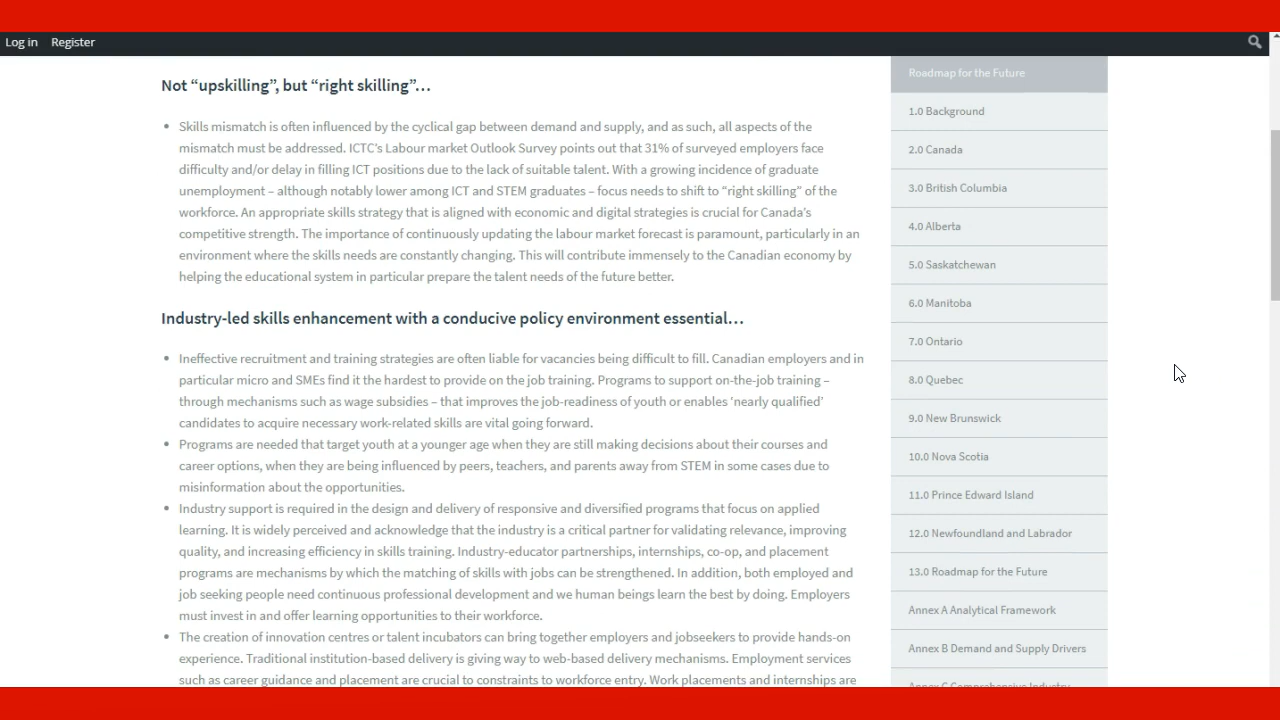 Log in Register
Not “upskilling”, but “right skilling”…
Skills mismatch is often influenced by the cyclical gap between demand and supply, and as such, all aspects of the
mismatch must be addressed. ICTC's Labour market Outlook Survey points out that 31% of surveyed employers face
difficulty and/or delay in filling ICT positions due to the lack of suitable talent. With a growing incidence of graduate
unemployment – although notably lower among ICT and STEM graduates – focus needs to shift to “right skilling” of the
workforce. An appropriate skills strategy that is aligned with economic and digital strategies is crucial for Canada's
competitive strength. The importance of continuously updating the labour market forecast is paramount, particularly in an
environment where the skills needs are constantly changing. This will contribute immensely to the Canadian economy by
helping the educational system in particular prepare the talent needs of the future better.
Industry-led skills enhancement with a conducive policy environment essential…
Ineffective recruitment and training strategies are often liable for vacancies being difficult to fill. Canadian employers and in
particular micro and SMEs find it the hardest to provide on the job training. Programs to support on-the-job training –
through mechanisms such as wage subsidies – that improves the job-readiness of youth or enables ‘nearly qualified’
candidates to acquire necessary work-related skills are vital going forward.
Programs are needed that target youth at a younger age when they are still making decisions about their courses and
career options, when they are being influenced by peers, teachers, and parents away from STEM in some cases due to
misinformation about the opportunities.
Industry support is required in the design and delivery of responsive and diversified programs that focus on applied
learning. It is widely perceived and acknowledge that the industry is a critical partner for validating relevance, improving
quality, and increasing efficiency in skills training. Industry-educator partnerships, internships, co-op, and placement
programs are mechanisms by which the matching of skills with jobs can be strengthened. In addition, both employed and
job seeking people need continuous professional development and we human beings learn the best by doing. Employers
must invest in and offer learning opportunities to their workforce.
The creation of innovation centres or talent incubators can bring together employers and jobseekers to provide hands-on
experience. Traditional institution-based delivery is giving way to web-based delivery mechanisms. Employment services
such as career guidance and placement are crucial to constraints to workforce entry. Work placements and internships are
Roadmap for the Future
1.0 Background
2.0 Canada
3.0 British Columbia
4.0 Alberta
5.0 Saskatchewan
6.0 Manitoba
7.0 Ontario
8.0 Quebec
9.0 New Brunswick
10.0 Nova Scotia
11.0 Prince Edward Island
12.0 Newfoundland and Labrador
13.0 Roadmap for the Future
Annex A Analytical Framework
Annex B Demand and Supply Drivers
Annex C Comprehensive Industry